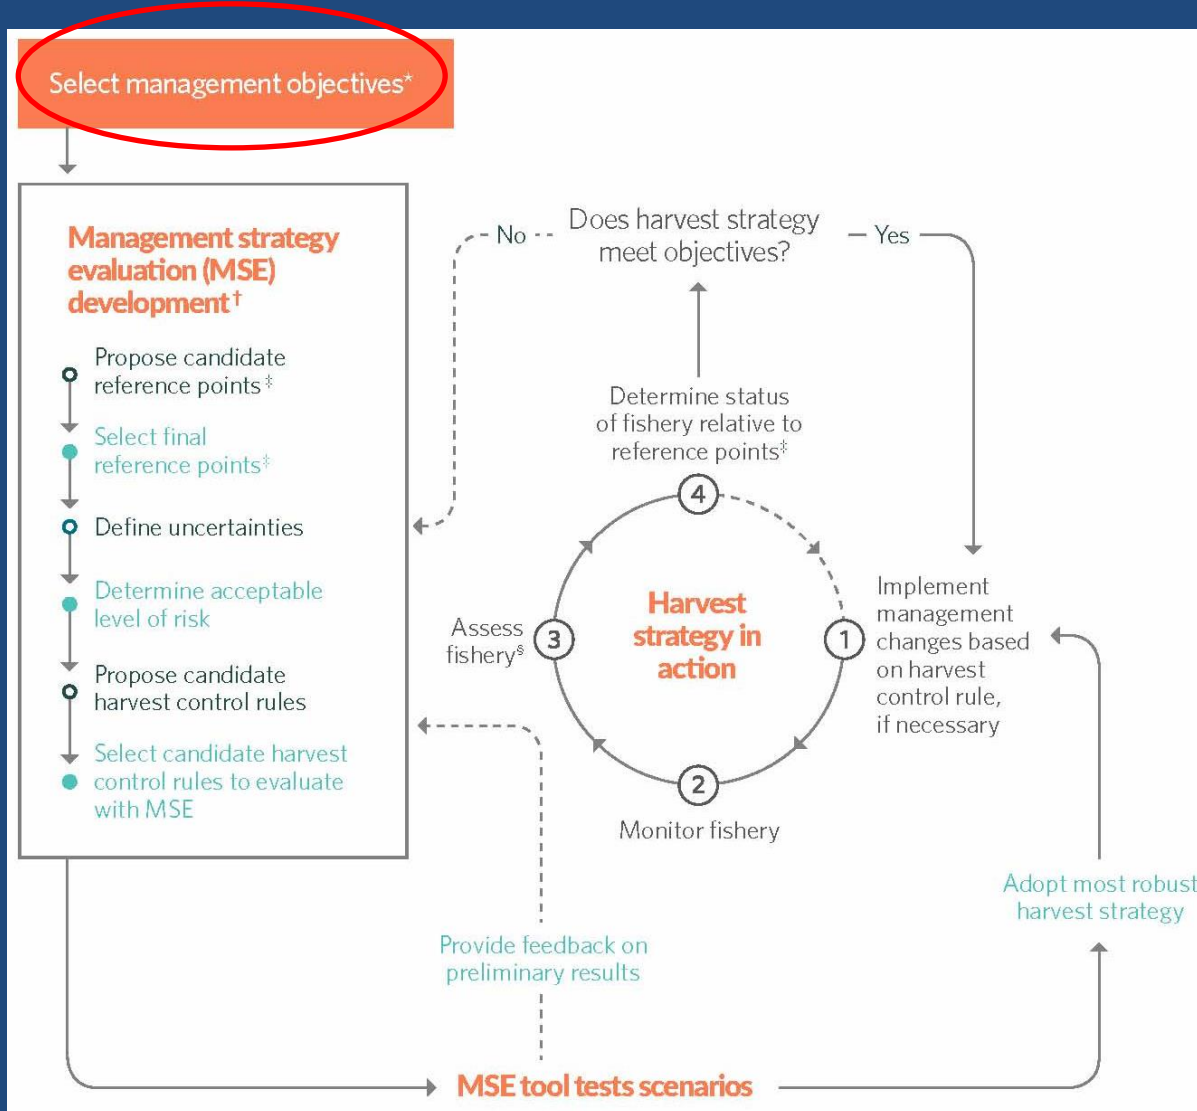 Select management objectives*
Management strategy
evaluation (MSE)
development†
Propose candidate
reference points‡
Select final
reference points‡
Define uncertainties
Determine acceptable
level of risk
Propose candidate
harvest control rules
Select candidate harvest
control rules to evaluate
with MSE
No
Does harvest strategy
meet objectives?
Yes
Determine status
of fishery relative to
reference points‡
4
Assess
fishery§
3
Harvest
strategy in
action
1
Implement
management
changes based
on harvest
control rule,
if necessary
2
Monitor fishery
Adopt most robust
harvest strategy
Provide feedback on
preliminary results
MSE tool tests scenarios